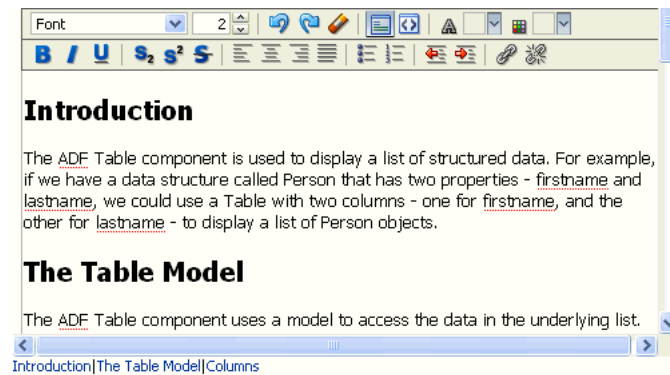 Font 2
B I U S2 S² S
Introduction
The ADF Table component is used to display a list of structured data. For example,
if we have a data structure called Person that has two properties - firstname and
lastname, we could use a Table with two columns - one for firstname, and the
other for lastname - to display a list of Person objects.
The Table Model
The ADF Table component uses a model to access the data in the underlying list.
Introduction|The Table Model|Columns